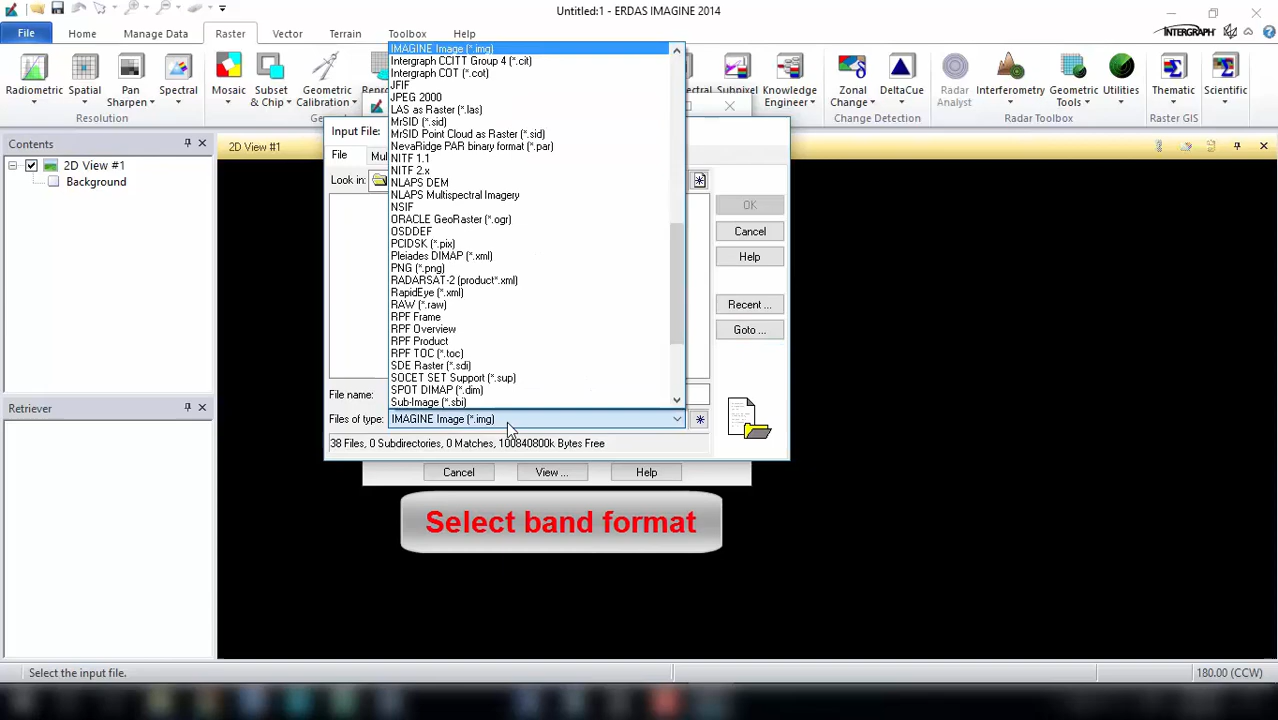 Untitled:1 - ERDAS IMAGINE 2014
File Home Manage Data Raster Vector Terrain Toolbox Help
INTERGRAPH
Radiometric
Spatial
Pan Sharpen
Spectral
Mosaic
Subset & Chip
Geometric Calibration
Subpixel
Knowledge Engineer
Zonal Change
DeltaCue
Radar Analyst
Interferometry
Geometric Tools
Utilities
Thematic
Scientific
Resolution
Change Detection
Radar Toolbox
Raster GIS
Contents
2D View #1
Background
Retriever
2D View #1
Input File:
File
Look in:
IMAGINE Image (*.img)
Intergraph CCITT Group 4 (*.cit)
Intergraph COT (*.cot)
JFIF
JPEG 2000
LAS as Raster (*.las)
MrSID (*.sid)
MrSID Point Cloud as Raster (*.sid)
NevaRidge PAR binary format (*.par)
NITF 1.1
NITF 2.x
NLAPS DEM
NLAPS Multispectral Imagery
NSIF
ORACLE GeoRaster (*.ogr)
OSDDEF
PCIDSK (*.pix)
Pleiades DIMAP (*.xml)
PNG (*.png)
RADARSAT-2 (product*.xml)
RapidEye (*.xml)
RAW (*.raw)
RPF Frame
RPF Overview
RPF Product
RPF TOC (*.toc)
SDE Raster (*.sdi)
SOCET SET Support (*.sup)
SPOT DIMAP (*.dim)
Sub-Image (*.sbi)
OK
Cancel
Help
Recent ...
Goto ...
File name:
Files of type: IMAGINE Image (*.img)
38 Files, 0 Subdirectories, 0 Matches, 100840800k Bytes Free
Cancel View ... Help
Select band format
Select the input file.
180.00 (CCW)